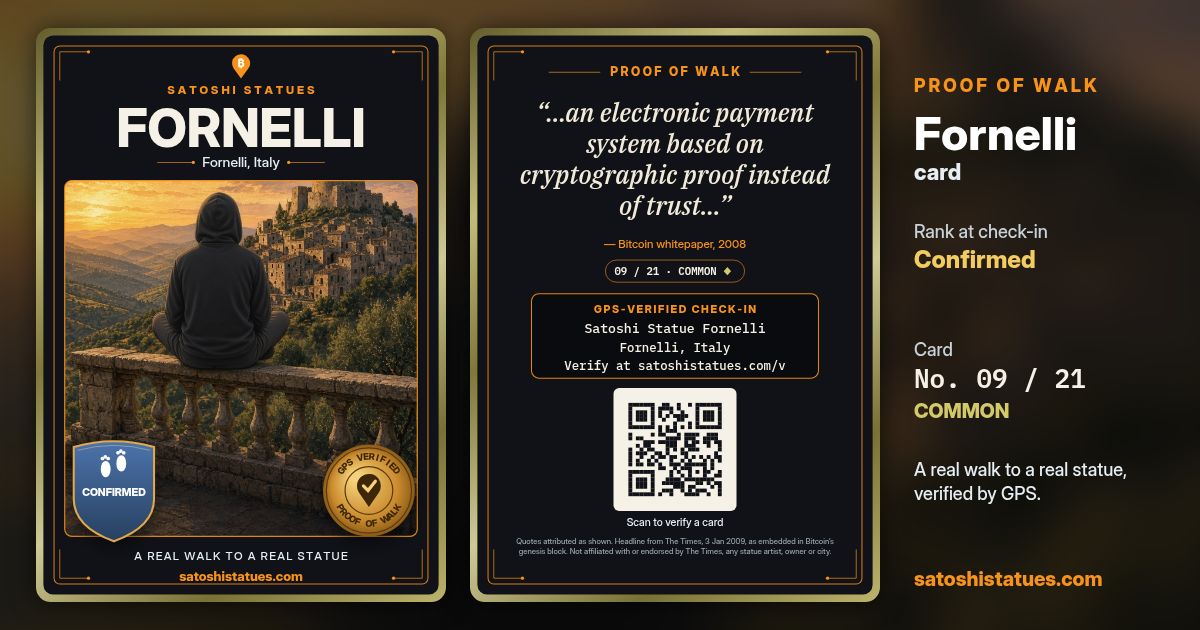 SATOSHI STATUES
FORNELLI
Fornelli, Italy
CONFIRMED
GPS VERIFIED
PROOF OF WALK
A REAL WALK TO A REAL STATUE
satoshistatues.com
PROOF OF WALK
“...an electronic payment
system based on
cryptographic proof instead
of trust...”
— Bitcoin whitepaper, 2008
09 / 21 · COMMON
GPS-VERIFIED CHECK-IN
Satoshi Statue Fornelli
Fornelli, Italy
Verify at satoshistatues.com/v
Scan to verify a card
Quotes attributed as shown. Headline from The Times, 3 Jan 2009, as embedded in Bitcoin's
genesis block. Not affiliated with or endorsed by The Times, any statue artist, owner or city.
PROOF OF WALK
Fornelli
card
Rank at check-in
Confirmed
Card
No. 09 / 21
COMMON
A real walk to a real statue,
verified by GPS.
satoshistatues.com